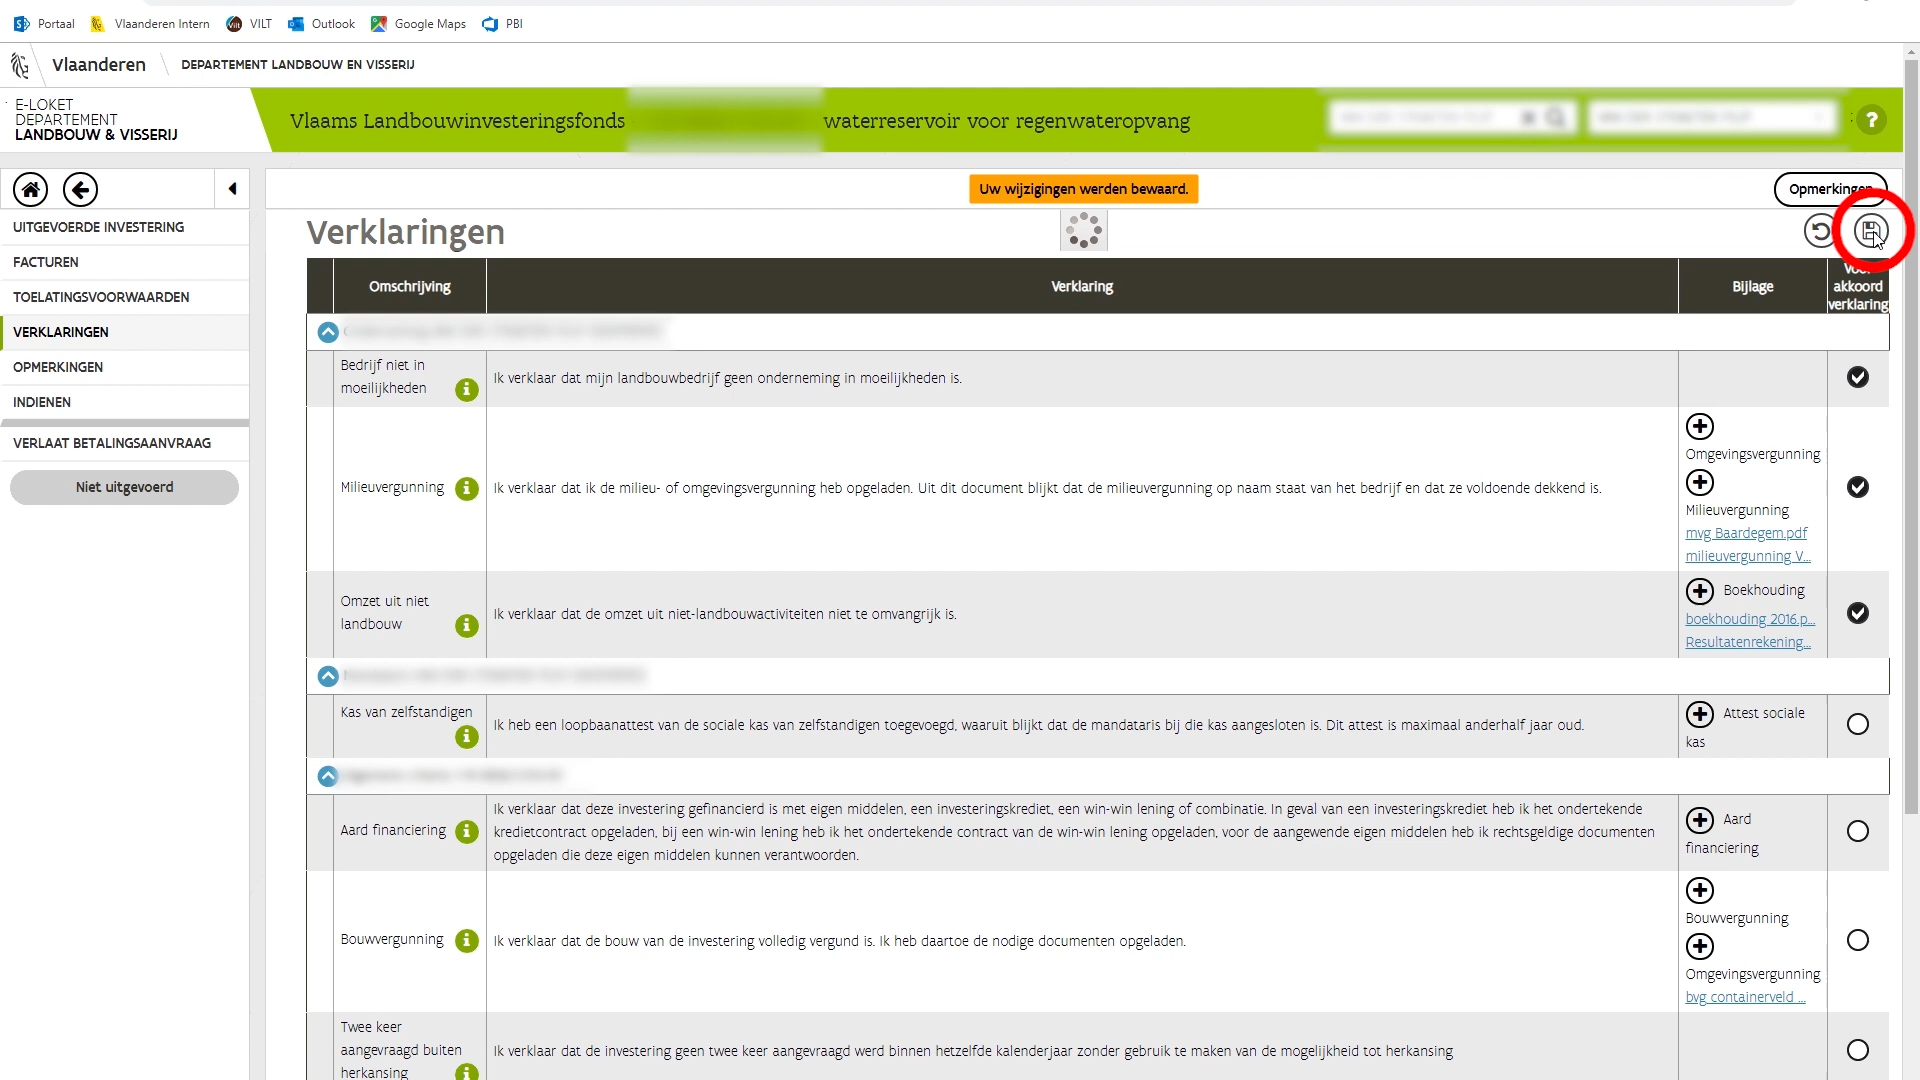 Portaal
Vlaanderen Intern
VILT
Outlook
Google Maps
PBI
Vlaanderen
DEPARTEMENT LANDBOUW EN VISSERIJ
E-LOKET
DEPARTEMENT
LANDBOUW & VISSERIJ
Vlaams Landbouwinvesteringsfonds
waterreservoir voor regenwateropvang
?
Uw wijzigingen werden bewaard.
Opmerkingen
UITGEVOERDE INVESTERING
FACTUREN
TOELATINGSVOORWAARDEN
VERKLARINGEN
OPMERKINGEN
INDIENEN
VERLAAT BETALINGSAANVRAAG
Niet uitgevoerd
Verklaringen
Omschrijving
Verklaring
Bijlage
Voor
akkoord
verklaring
Bedrijf niet in
moeilijkheden
Ik verklaar dat mijn landbouwbedrijf geen onderneming in moeilijkheden is.
Milieuvergunning
Ik verklaar dat ik de milieu- of omgevingsvergunning heb opgeladen. Uit dit document blijkt dat de milieuvergunning op naam staat van het bedrijf en dat ze voldoende dekkend is.
Omgevingsvergunning
Milieuvergunning
mvg Baardegem.pdf
milieuvergunning V...
Omzet uit niet
landbouw
Ik verklaar dat de omzet uit niet-landbouwactiviteiten niet te omvangrijk is.
Boekhouding
boekhouding 2016.p...
Resultatenrekening...
Kas van zelfstandigen
Ik heb een loopbaanattest van de sociale kas van zelfstandigen toegevoegd, waaruit blijkt dat de mandataris bij die kas aangesloten is. Dit attest is maximaal anderhalf jaar oud.
Attest sociale
kas
Aard financiering
Ik verklaar dat deze investering gefinancierd is met eigen middelen, een investeringskrediet, een win-win lening of combinatie. In geval van een investeringskrediet heb ik het ondertekende
kredietcontract opgeladen, bij een win-win lening heb ik het ondertekende contract van de win-win lening opgeladen, voor de aangewende eigen middelen heb ik rechtsgeldige documenten
opgeladen die deze eigen middelen kunnen verantwoorden.
Aard
financiering
Bouwvergunning
Ik verklaar dat de bouw van de investering volledig vergund is. Ik heb daartoe de nodige documenten opgeladen.
Bouwvergunning
Omgevingsvergunning
bvg containerveld ...
Twee keer
aangevraagd buiten
herkansing
Ik verklaar dat de investering geen twee keer aangevraagd werd binnen hetzelfde kalenderjaar zonder gebruik te maken van de mogelijkheid tot herkansing